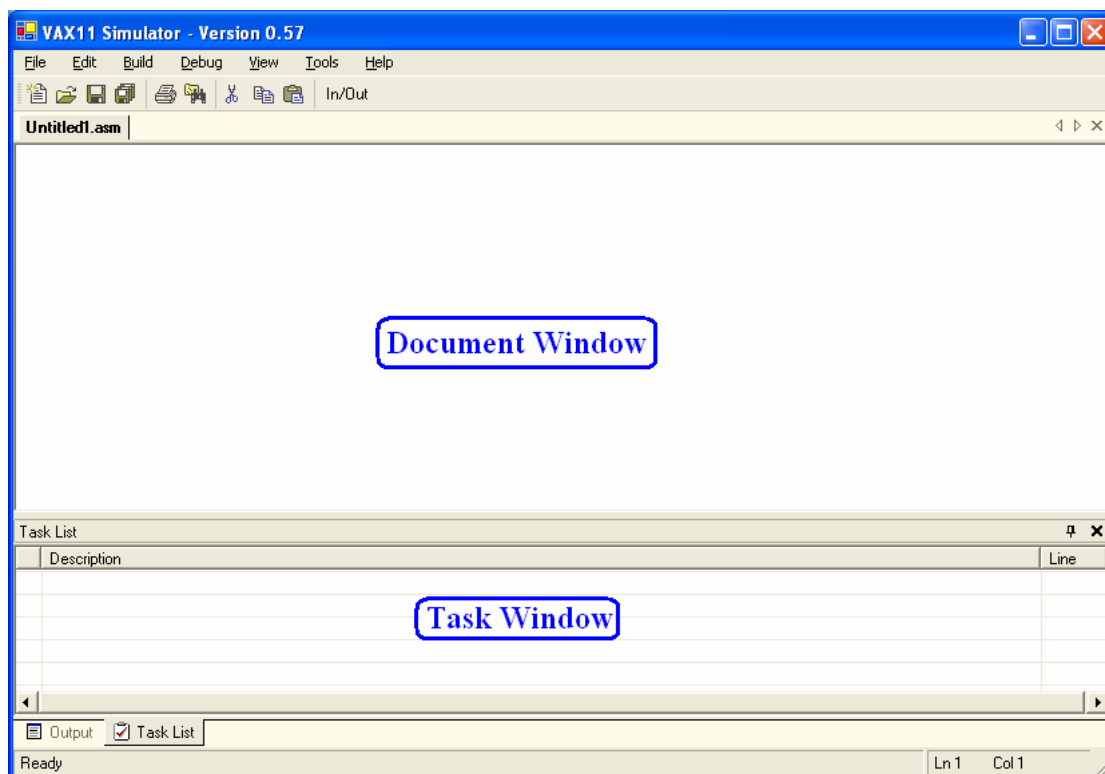 VAX11 Simulator - Version 0.57
File Edit Build Debug View Tools Help
In/Out
Untitled1.asm
Document Window
Task List
Description Line
Task Window
Output Task List
Ready Ln 1 Col 1